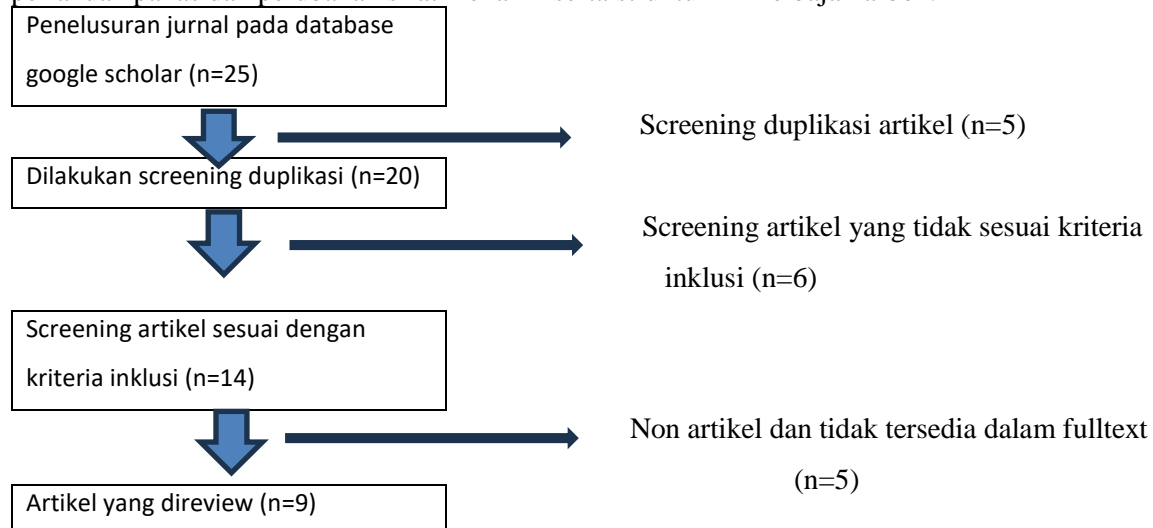 Penelusuran jurnal pada database
google scholar (n=25)
Screening duplikasi artikel (n=5)
Dilakukan screening duplikasi (n=20)
Screening artikel yang tidak sesuai kriteria
inklusi (n=6)
Screening artikel sesuai dengan
kriteria inklusi (n=14)
Non artikel dan tidak tersedia dalam fulltext
(n=5)
Artikel yang direview (n=9)